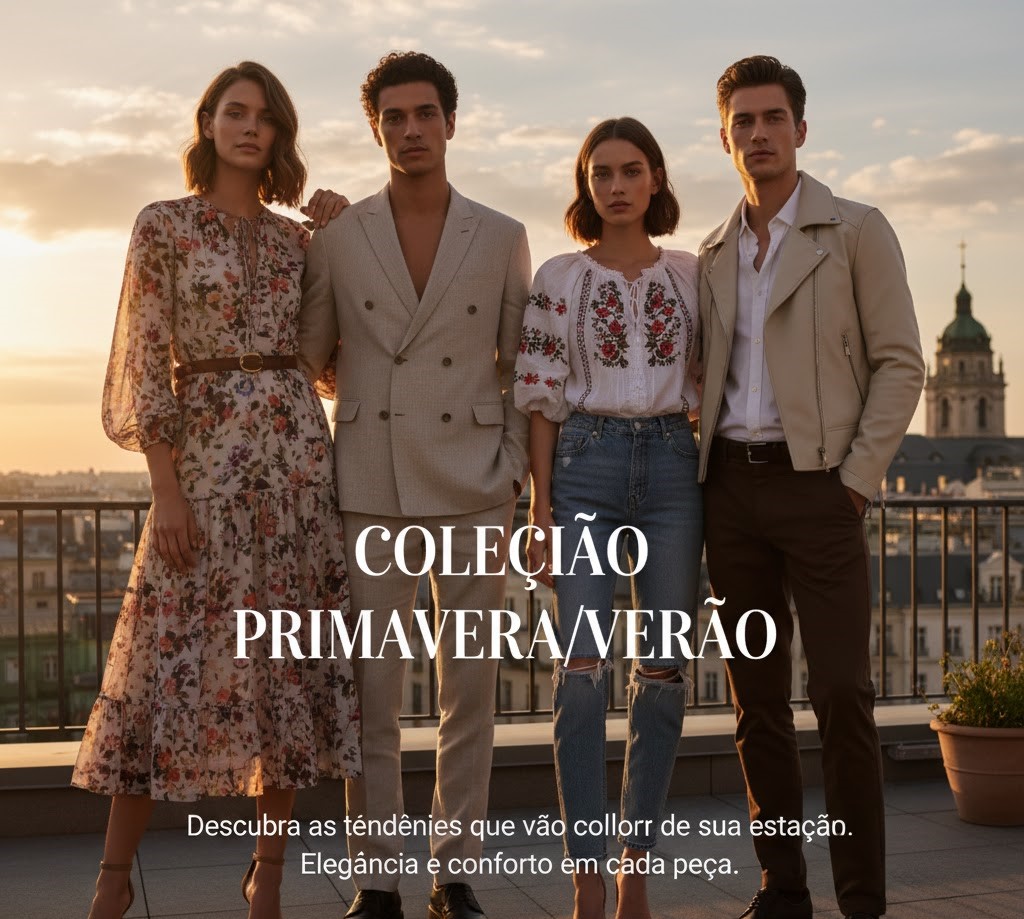 COLEÇIÃO
PRIMAVERA/VERÃO
Descubra as téndênies que vão collorr de sua estação.
Elegância e conforto em cada peça.